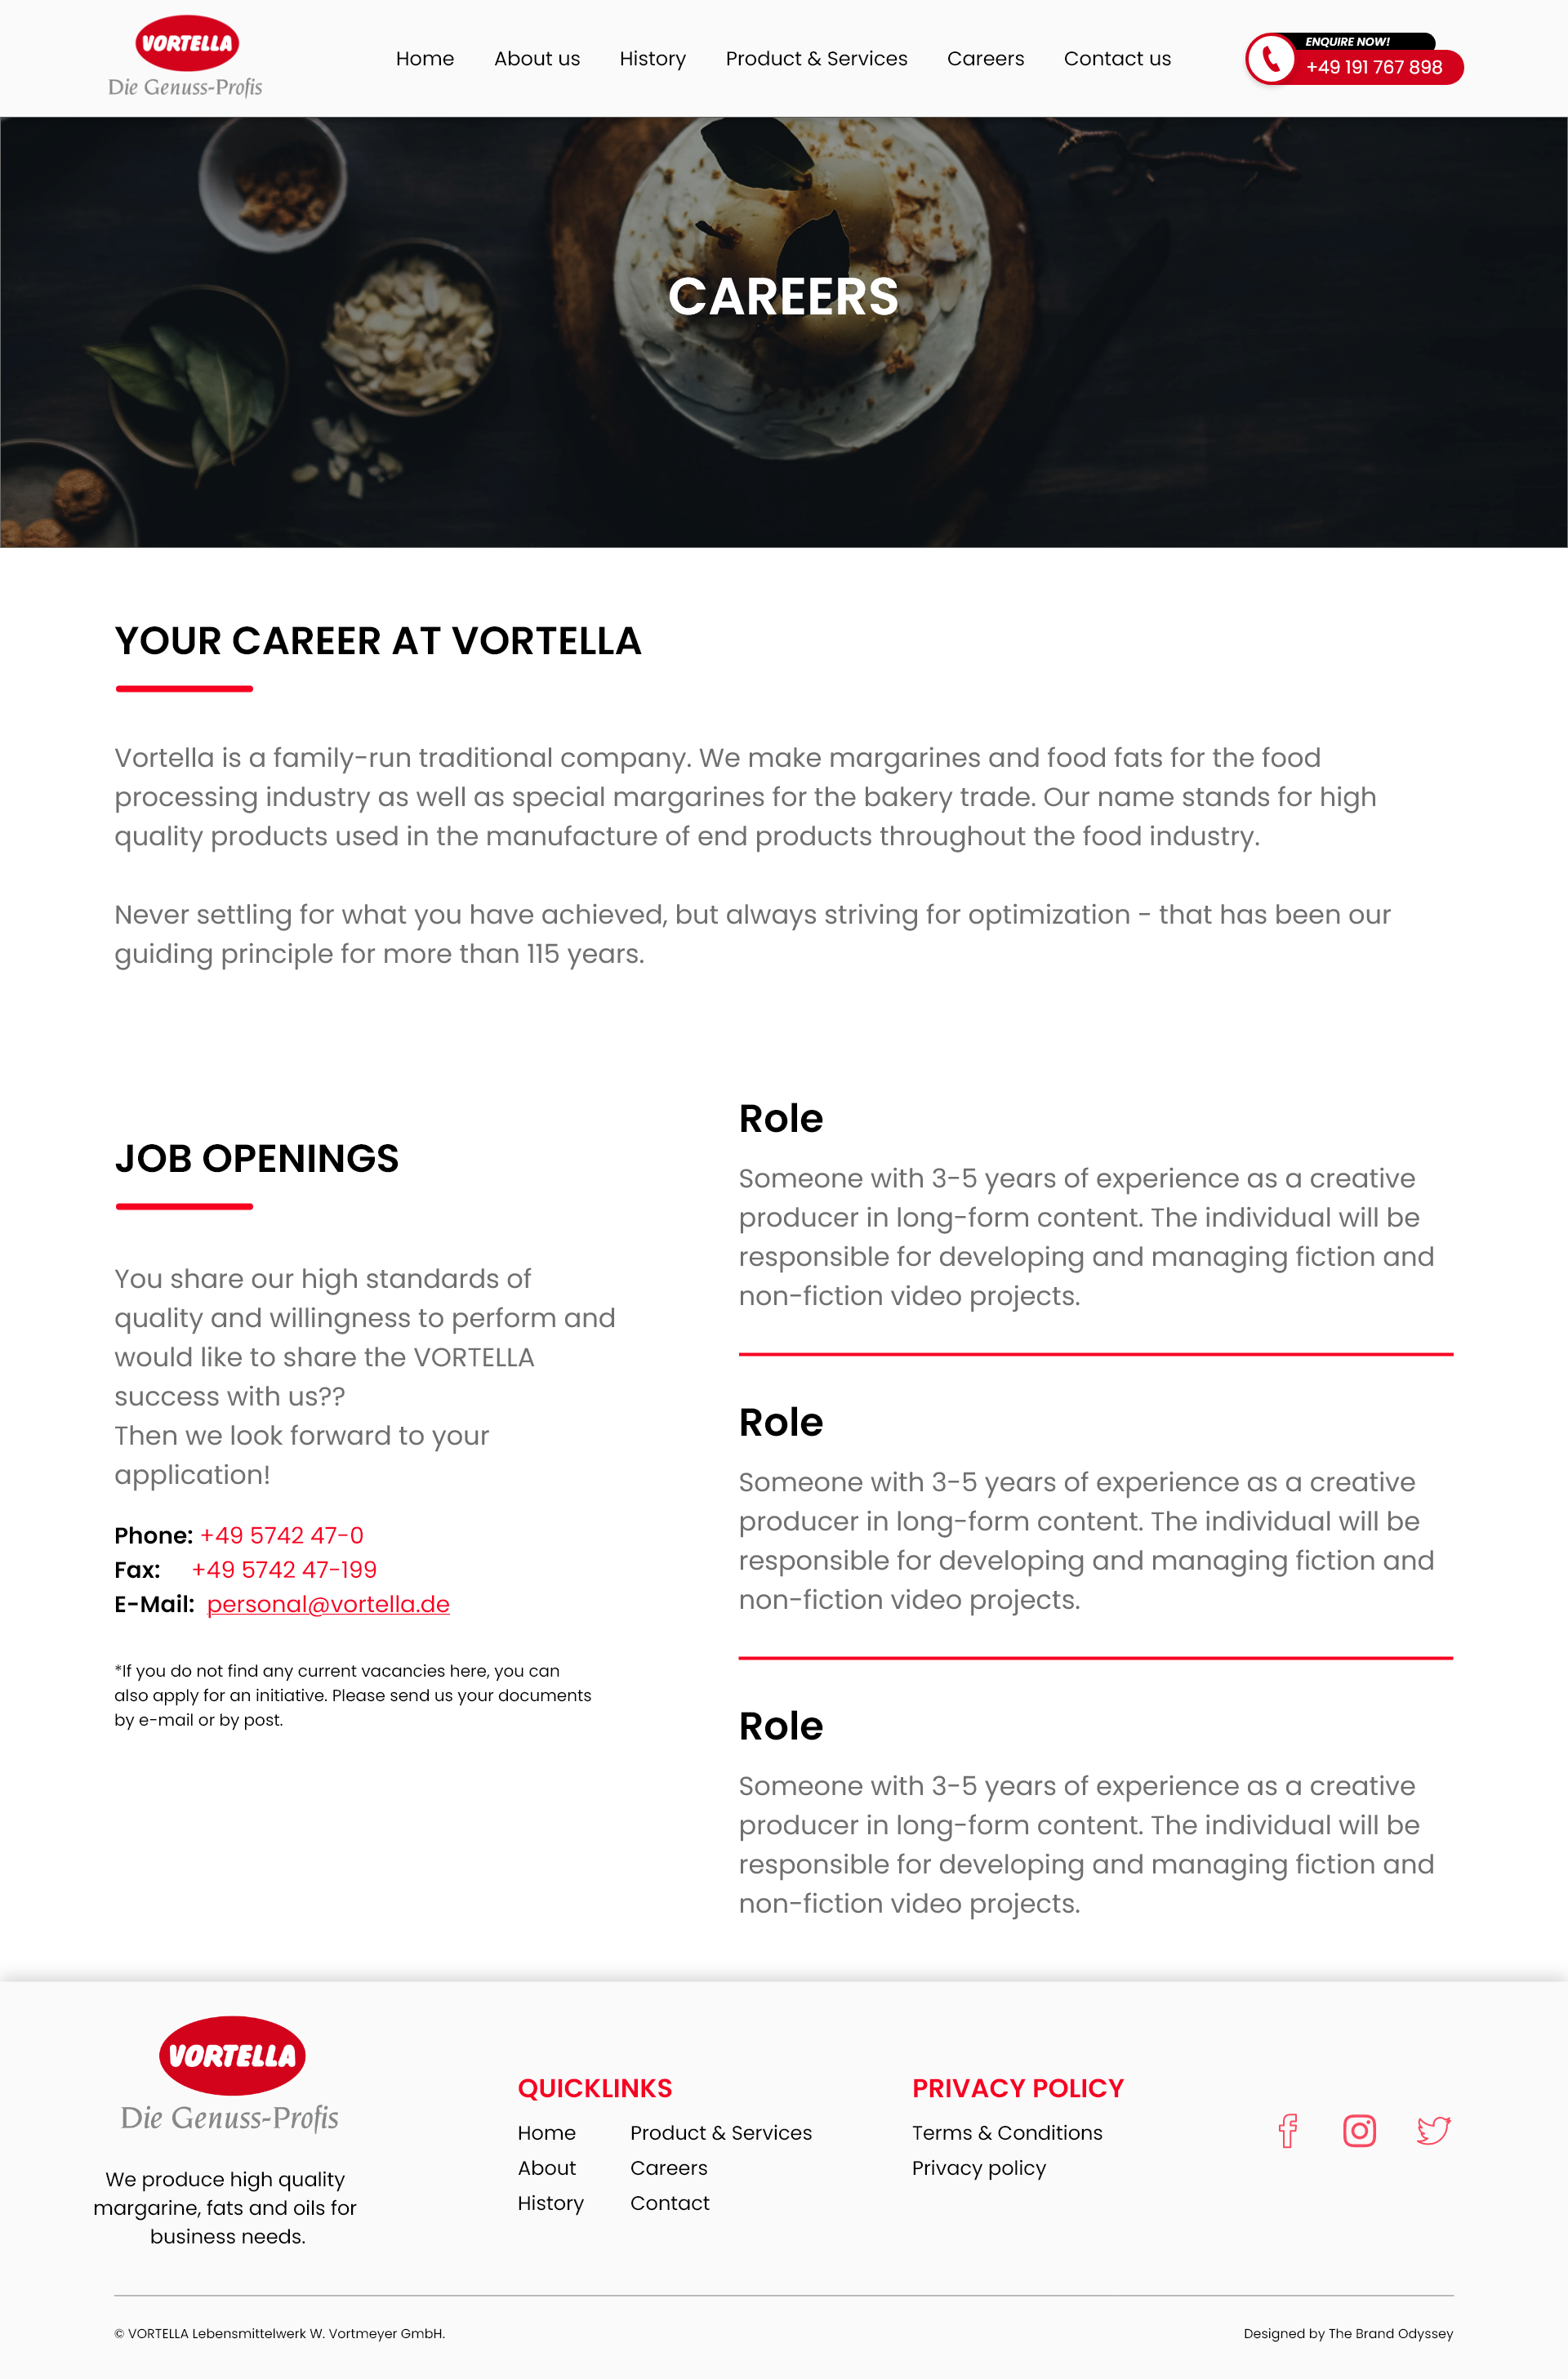 VORTELLA
Die Genuss-Profis
Home
About us
History
Product & Services
Careers
Contact us
ENQUIRE NOW!
+49 191 767 898
CAREERS
YOUR CAREER AT VORTELLA
Vortella is a family-run traditional company. We make margarines and food fats for the food
processing industry as well as special margarines for the bakery trade. Our name stands for high
quality products used in the manufacture of end products throughout the food industry.
Never settling for what you have achieved, but always striving for optimization - that has been our
guiding principle for more than 115 years.
JOB OPENINGS
You share our high standards of
quality and willingness to perform and
would like to share the VORTELLA
success with us??
Then we look forward to your
application!
Phone: +49 5742 47-0
Fax: +49 5742 47-199
E-Mail: personal@vortella.de
*If you do not find any current vacancies here, you can
also apply for an initiative. Please send us your documents
by e-mail or by post.
Role
Someone with 3-5 years of experience as a creative
producer in long-form content. The individual will be
responsible for developing and managing fiction and
non-fiction video projects.
Role
Someone with 3-5 years of experience as a creative
producer in long-form content. The individual will be
responsible for developing and managing fiction and
non-fiction video projects.
Role
Someone with 3-5 years of experience as a creative
producer in long-form content. The individual will be
responsible for developing and managing fiction and
non-fiction video projects.
VORTELLA
Die Genuss-Profis
We produce high quality
margarine, fats and oils for
business needs.
QUICKLINKS
Home
About
History
Product & Services
Careers
Contact
PRIVACY POLICY
Terms & Conditions
Privacy policy
© VORTELLA Lebensmittelwerk W. Vortmeyer GmbH.
Designed by The Brand Odyssey